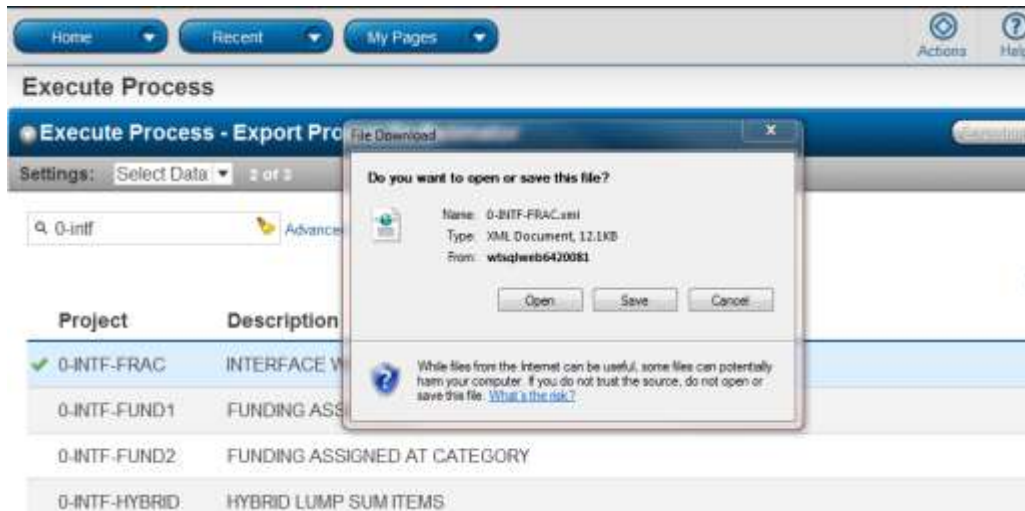 Home
Recent
My Pages
Actions
Help
Execute Process
Execute Process - Export Pro
File Download
x
Settings:
Select Data
2 of 3
Do you want to open or save this file?
Name: 0-INTF-FRAC.xml
Type: XML Document, 12.1KB
From: wtsqlweb6420081
0-intf
Advance
Open
Save
Cancel
Project
Description
0-INTF-FRAC
INTERFACE W
While files from the Internet can be useful, some files can potentially
harm your computer. If you do not trust the source, do not open or
save this file. What's the risk?
0-INTF-FUND1
FUNDING ASS
0-INTF-FUND2
FUNDING ASSIGNED AT CATEGORY
0-INTF-HYBRID
HYBRID LUMP SUM ITEMS